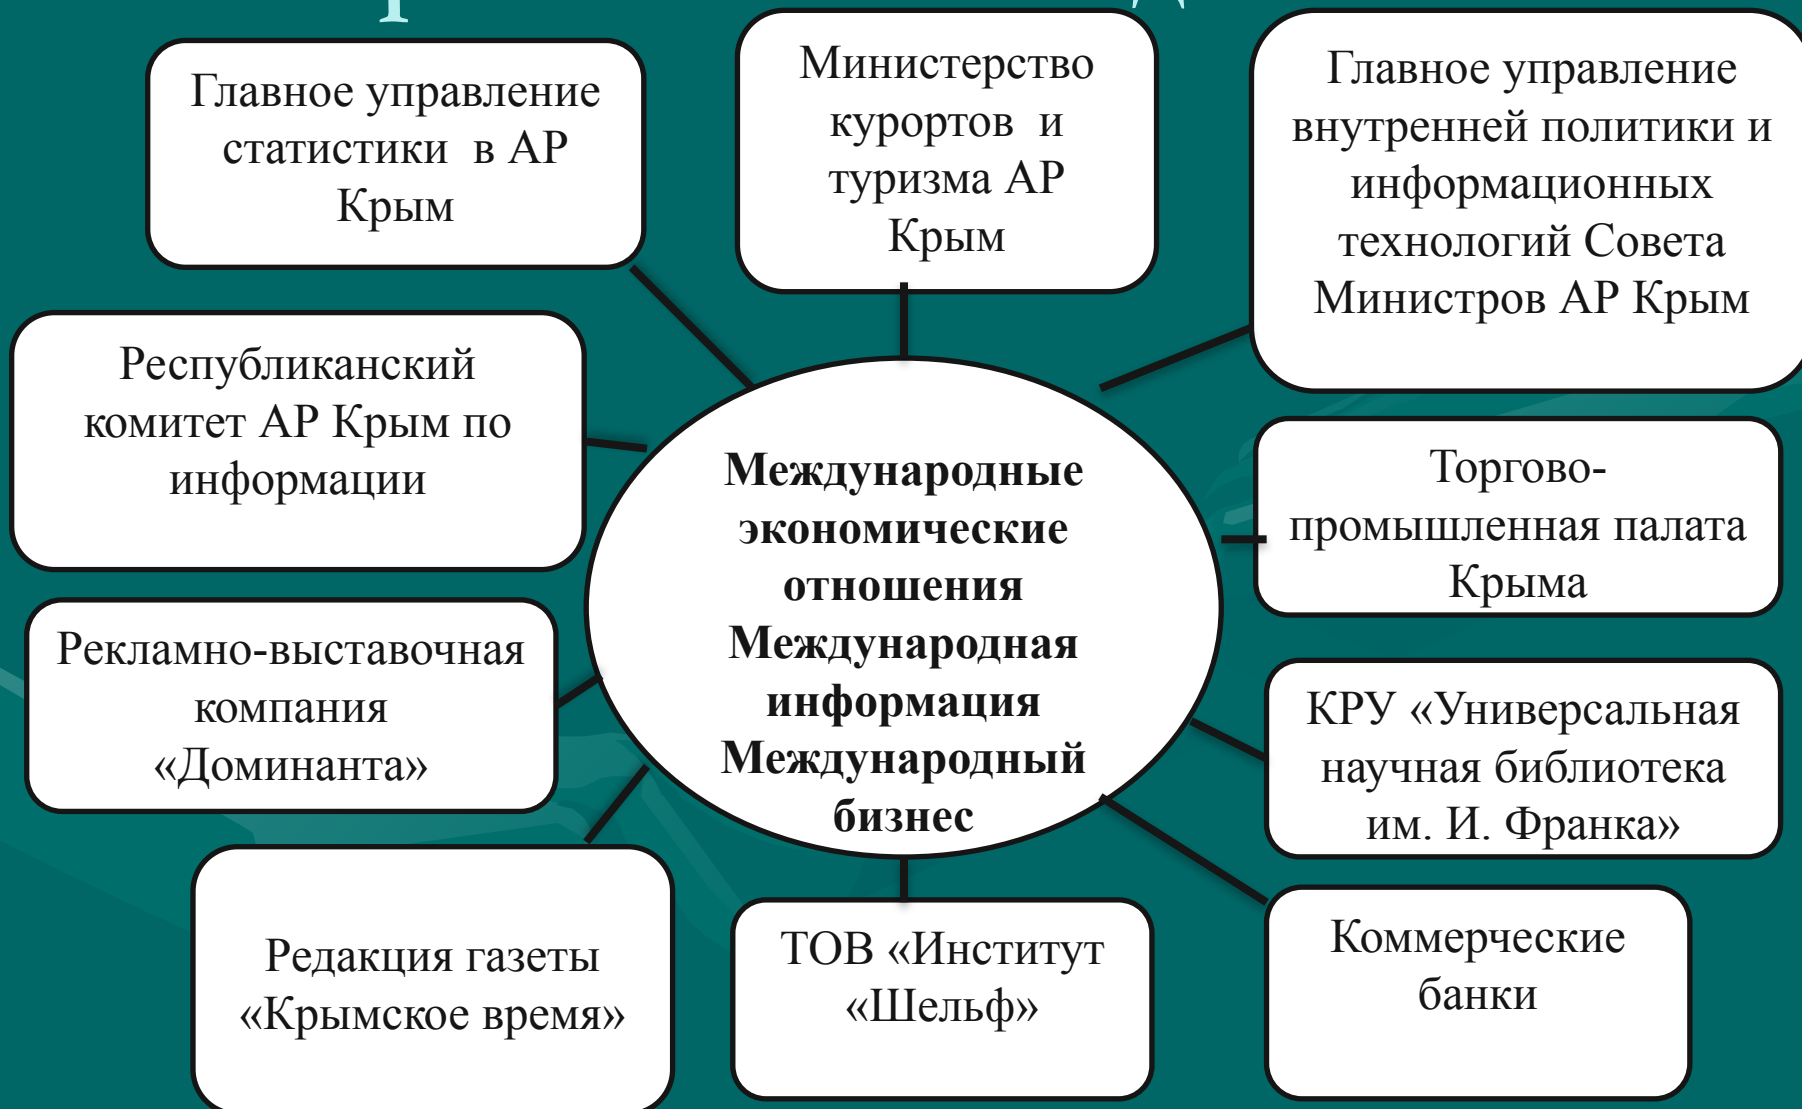 Главное управление
статистики в АР
Крым
Министерство
курортов и
туризма АР
Крым
Главное управление
внутренней политики и
информационных
технологий Совета
Министров АР Крым
Республиканский
комитет АР Крым по
информации
Международные
экономические
отношения
Международная
информация
Международный
бизнес
Торгово-
промышленная палата
Крыма
Рекламно-выставочная
компания
«Доминанта»
КРУ «Универсальная
научная библиотека
им. И. Франка»
Редакция газеты
«Крымское время»
ТОВ «Институт
«Шельф»
Коммерческие
банки